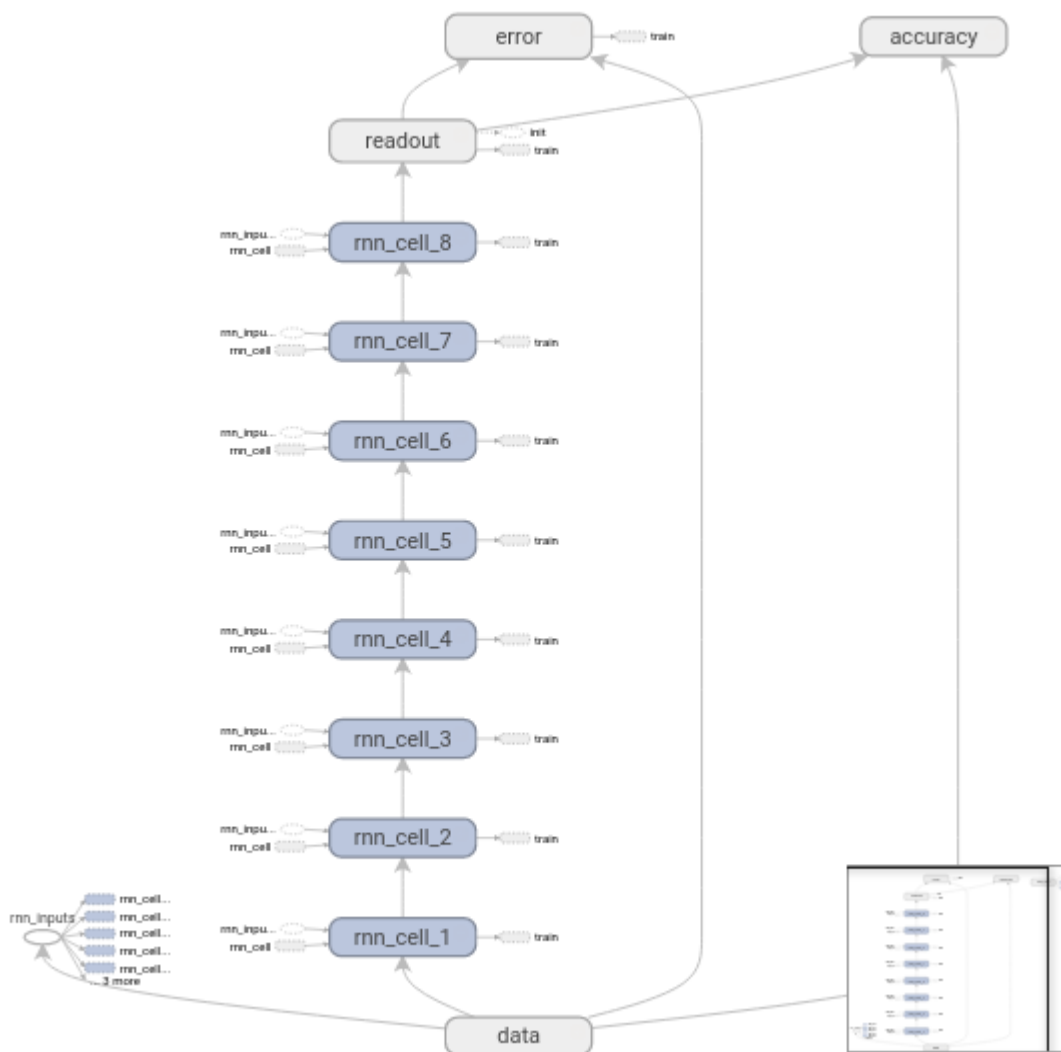 error
train
accuracy
readout
init
train
rnn_inpu...
rnn_cell
rnn_cell_8
train
rnn_inpu...
rnn_cell
rnn_cell_7
train
rnn_inpu...
rnn_cell
rnn_cell_6
train
rnn_inpu...
rnn_cell
rnn_cell_5
train
rnn_inpu...
rnn_cell
rnn_cell_4
train
rnn_inpu...
rnn_cell
rnn_cell_3
train
rnn_inpu...
rnn_cell
rnn_cell_2
train
rnn_inputs
rnn_cell...
rnn_cell...
rnn_cell...
rnn_cell...
rnn_cell...
... 3 more
rnn_inpu...
rnn_cell
rnn_cell_1
train
data